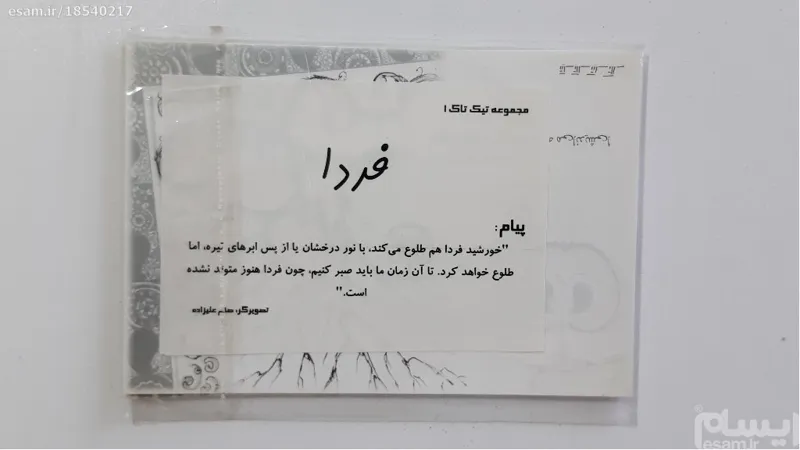 esam.ir/18540217
مجموعه تیک تاک ۱
فردا
پیام:
"خورشید فردا هم طلوع می‌کند، با نور درخشان یا از پس ابرهای تیره، اما
طلوع خواهد کرد. تا آن زمان ما باید صبر کنیم، چون فردا هنوز متولد نشده
است."
تصویرگر: صنم علیزاده
ایسام
esam.ir